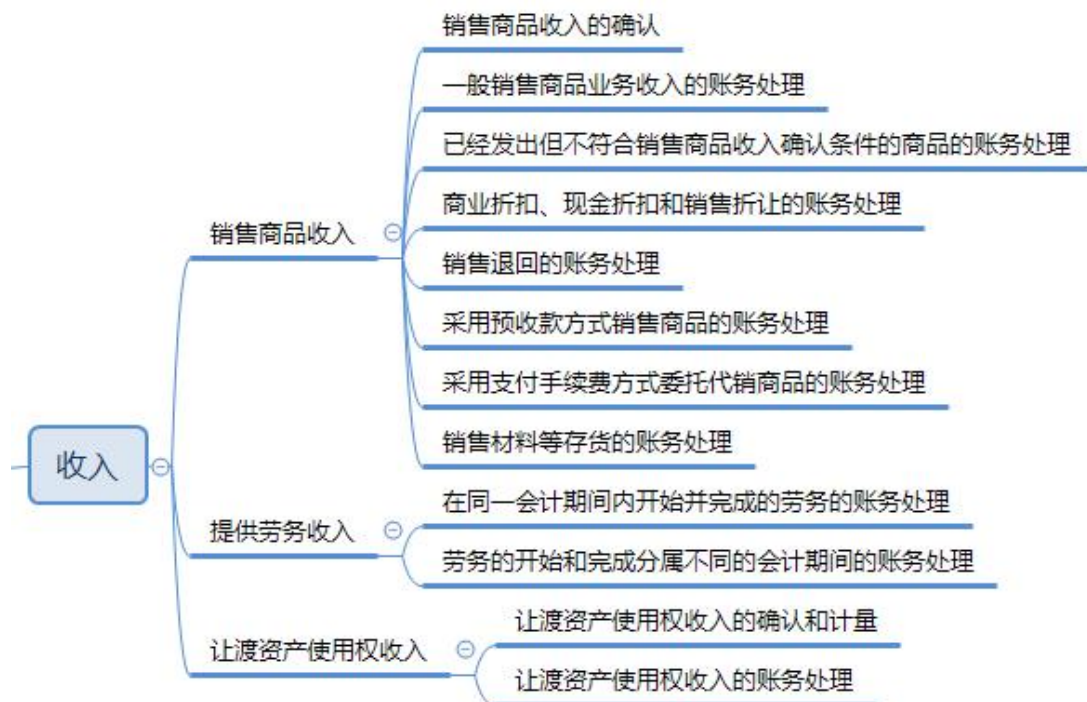 收入
销售商品收入
销售商品收入的确认
一般销售商品业务收入的账务处理
已经发出但不符合销售商品收入确认条件的商品的账务处理
商业折扣、现金折扣和销售折让的账务处理
销售退回的账务处理
采用预收款方式销售商品的账务处理
采用支付手续费方式委托代销商品的账务处理
销售材料等存货的账务处理
提供劳务收入
在同一会计期间内开始并完成的劳务的账务处理
劳务的开始和完成分属不同的会计期间的账务处理
让渡资产使用权收入
让渡资产使用权收入的确认和计量
让渡资产使用权收入的账务处理